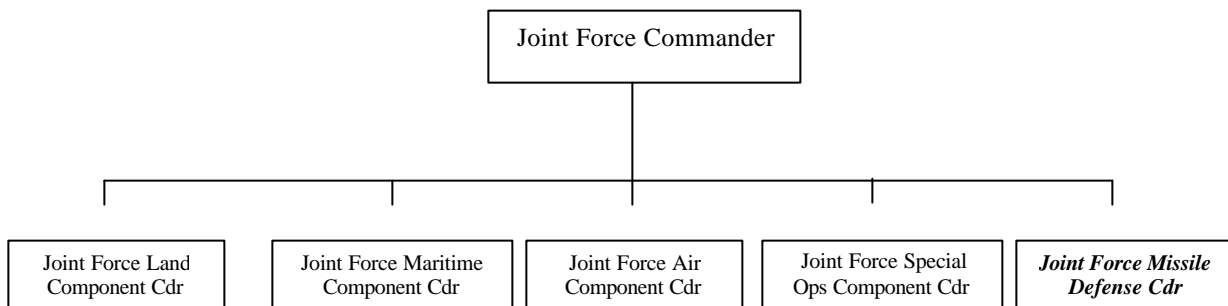 Joint Force Commander
Joint Force Land
Component Cdr
Joint Force Maritime
Component Cdr
Joint Force Air
Component Cdr
Joint Force Special
Ops Component Cdr
Joint Force Missile
Defense Cdr